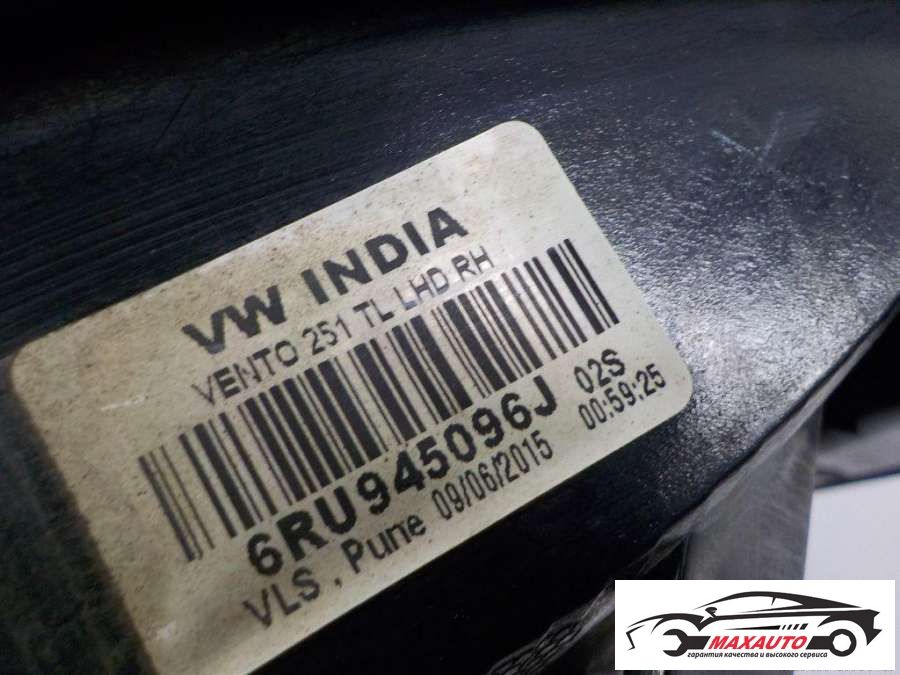 VW INDIA
VENTO 251 TL LHD RH
6RU945096J 02S
VLS , Pune 09/06/2015 00:59:25
MAXAUTO
гарантия качества и высокого сервиса